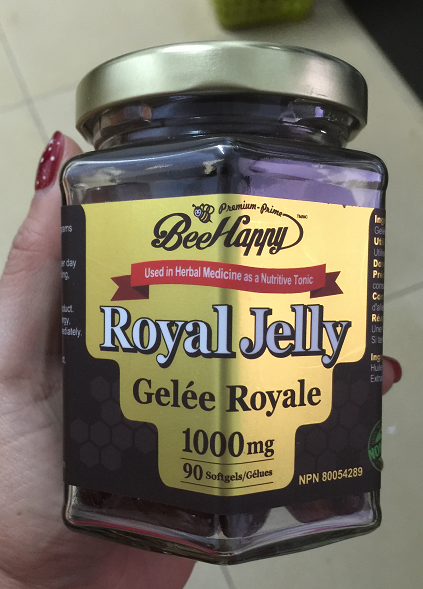 Premium-Prime
BeeHappy
Used in Herbal Medicine as a Nutritive Tonic
Royal Jelly
Gelée Royale
1000mg
90 Softgels/Gélues
NPN 80054289